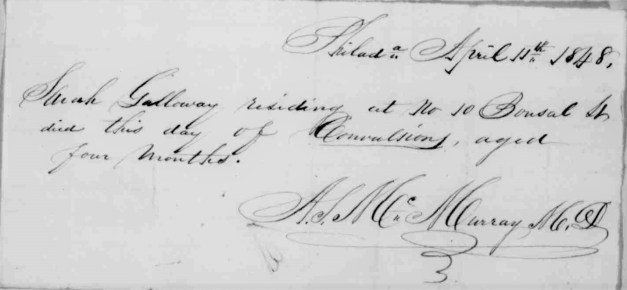 Philada April 11th 1848.
Sarah Galloway residing at No 10 Bonsal St
died this day of Convulsions, aged
four months.
A. S. McMurray M.D